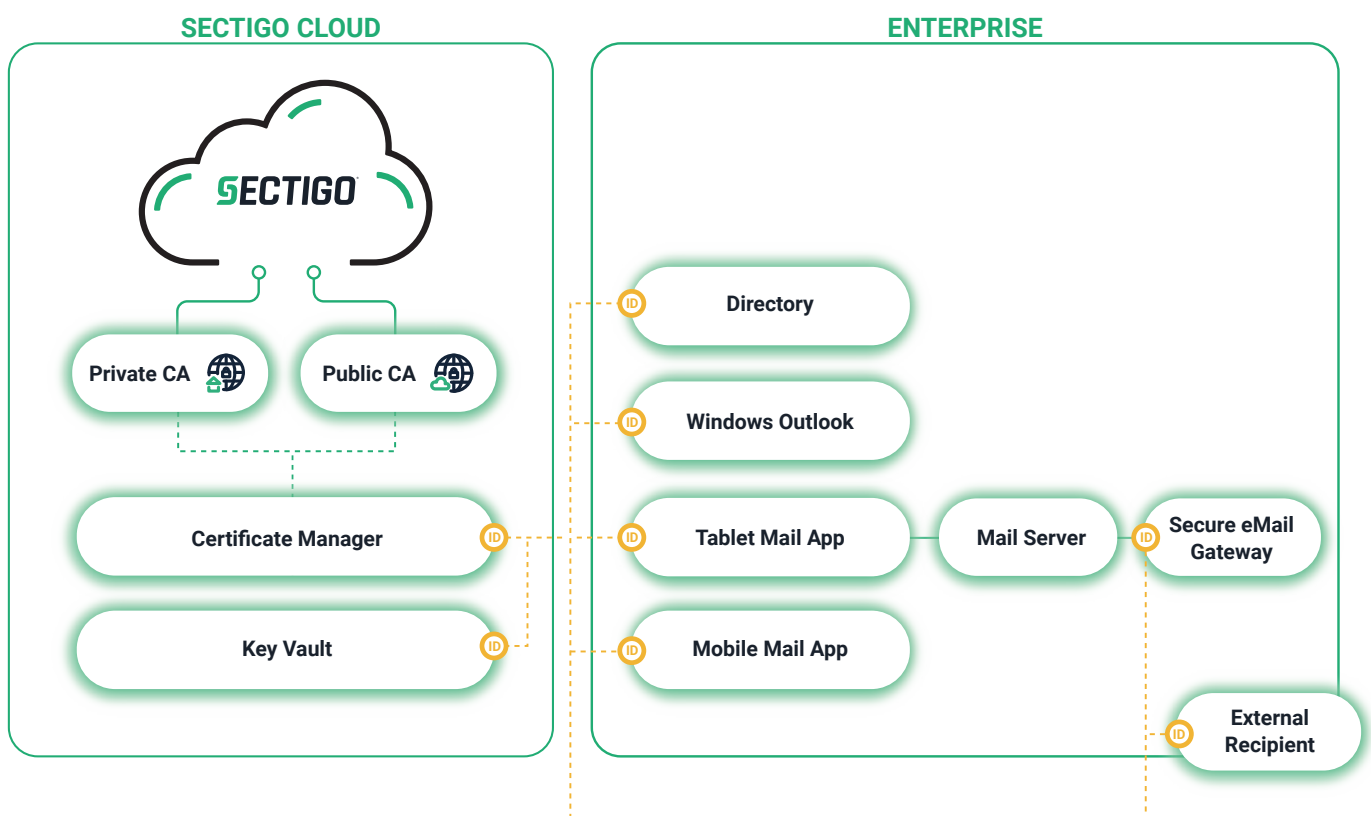 SECTIGO CLOUD
ENTERPRISE
SECTIGO
Private CA
Public CA
Certificate Manager
ID
Key Vault
ID
ID
Directory
ID
Windows Outlook
ID
Tablet Mail App
Mail Server
ID
Secure eMail
Gateway
ID
Mobile Mail App
ID
External
Recipient